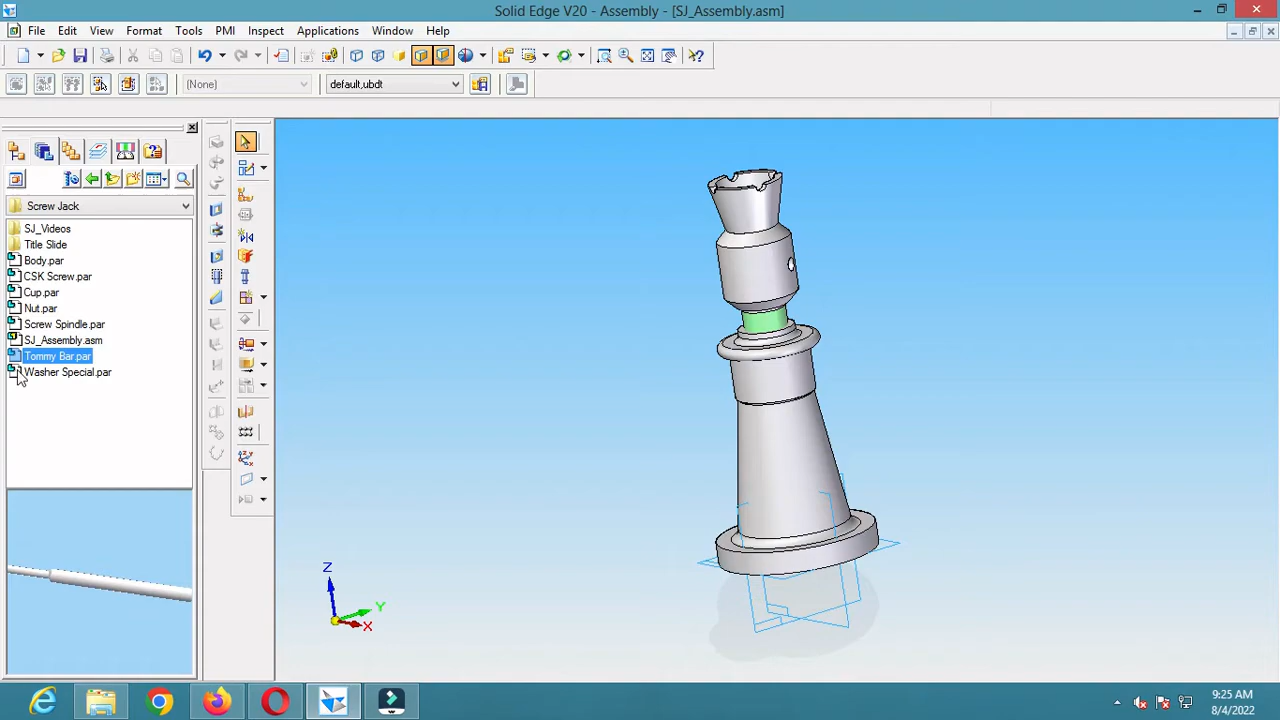 Solid Edge V20 - Assembly - [SJ_Assembly.asm]
File Edit View Format Tools PMI Inspect Applications Window Help
(None) default,ubdt
Screw Jack
SJ_Videos
Title Slide
Body.par
CSK Screw.par
Cup.par
Nut.par
Screw Spindle.par
SJ_Assembly.asm
Tommy Bar.par
Washer Special.par
Z
Y
X
9:25 AM
8/4/2022